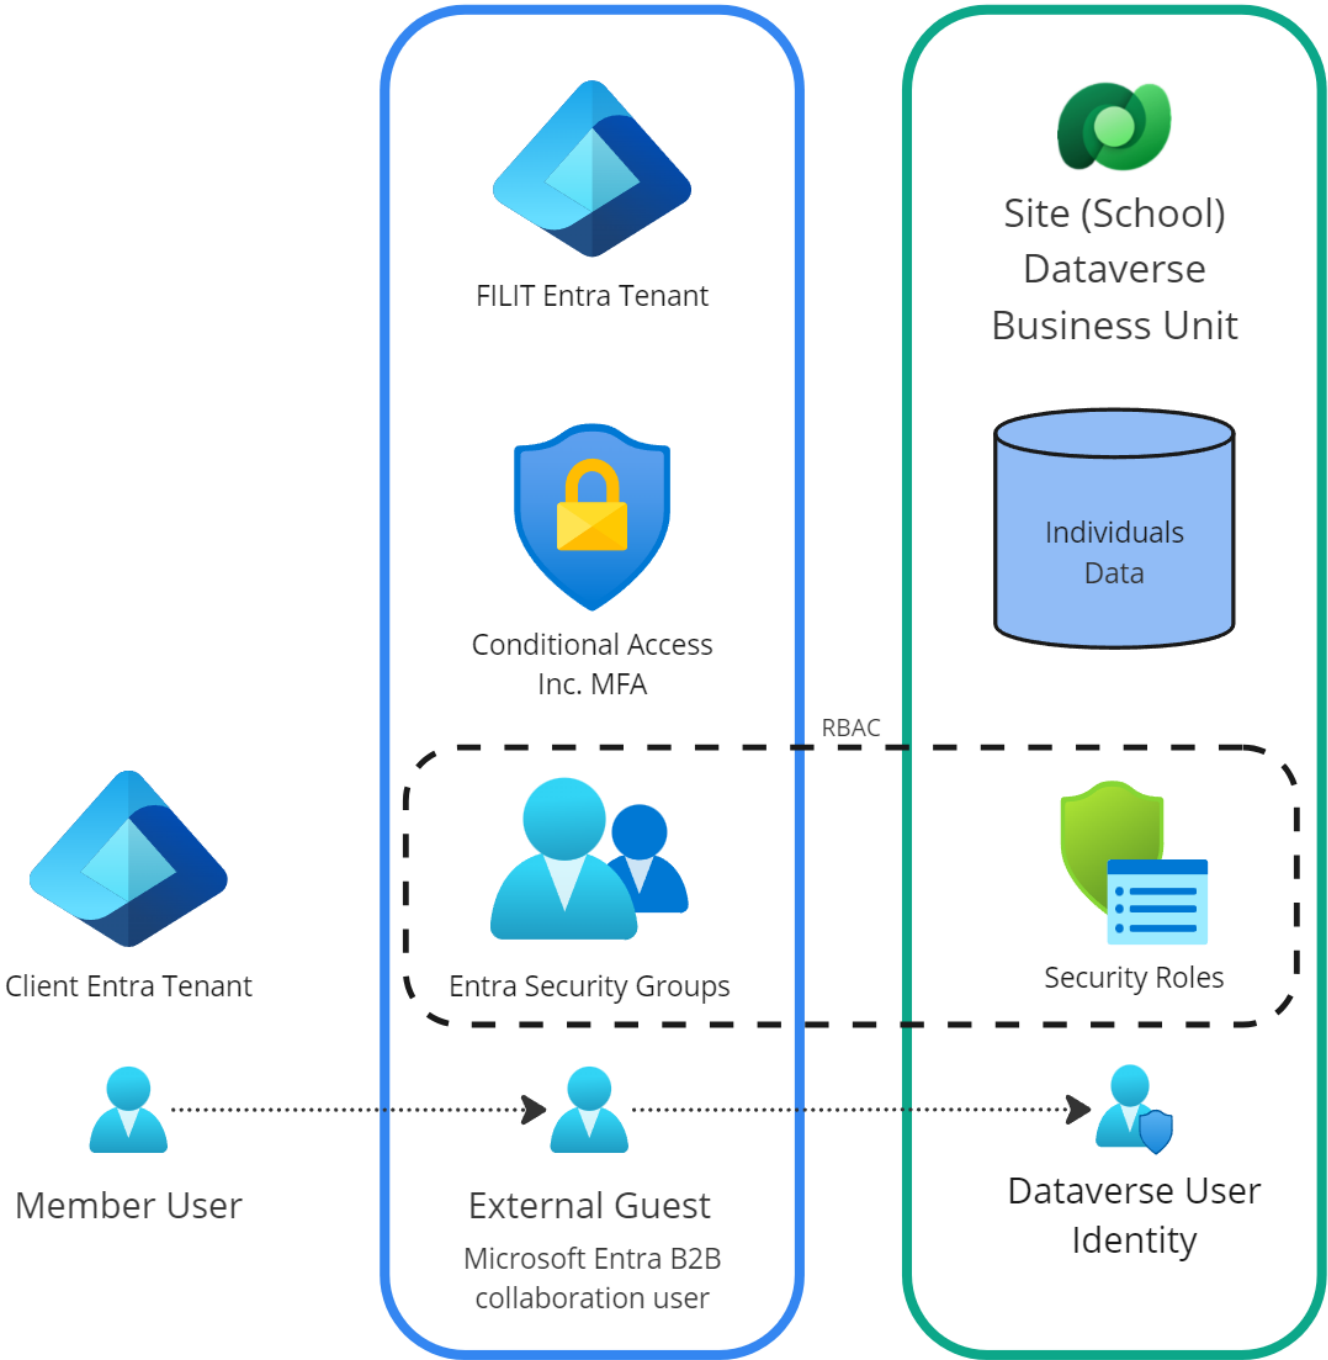 FILIT Entra Tenant
Site (School)
Dataverse
Business Unit
Individuals
Data
Conditional Access
Inc. MFA
RBAC
Client Entra Tenant
Entra Security Groups
Security Roles
Member User
External Guest
Microsoft Entra B2B
collaboration user
Dataverse User
Identity